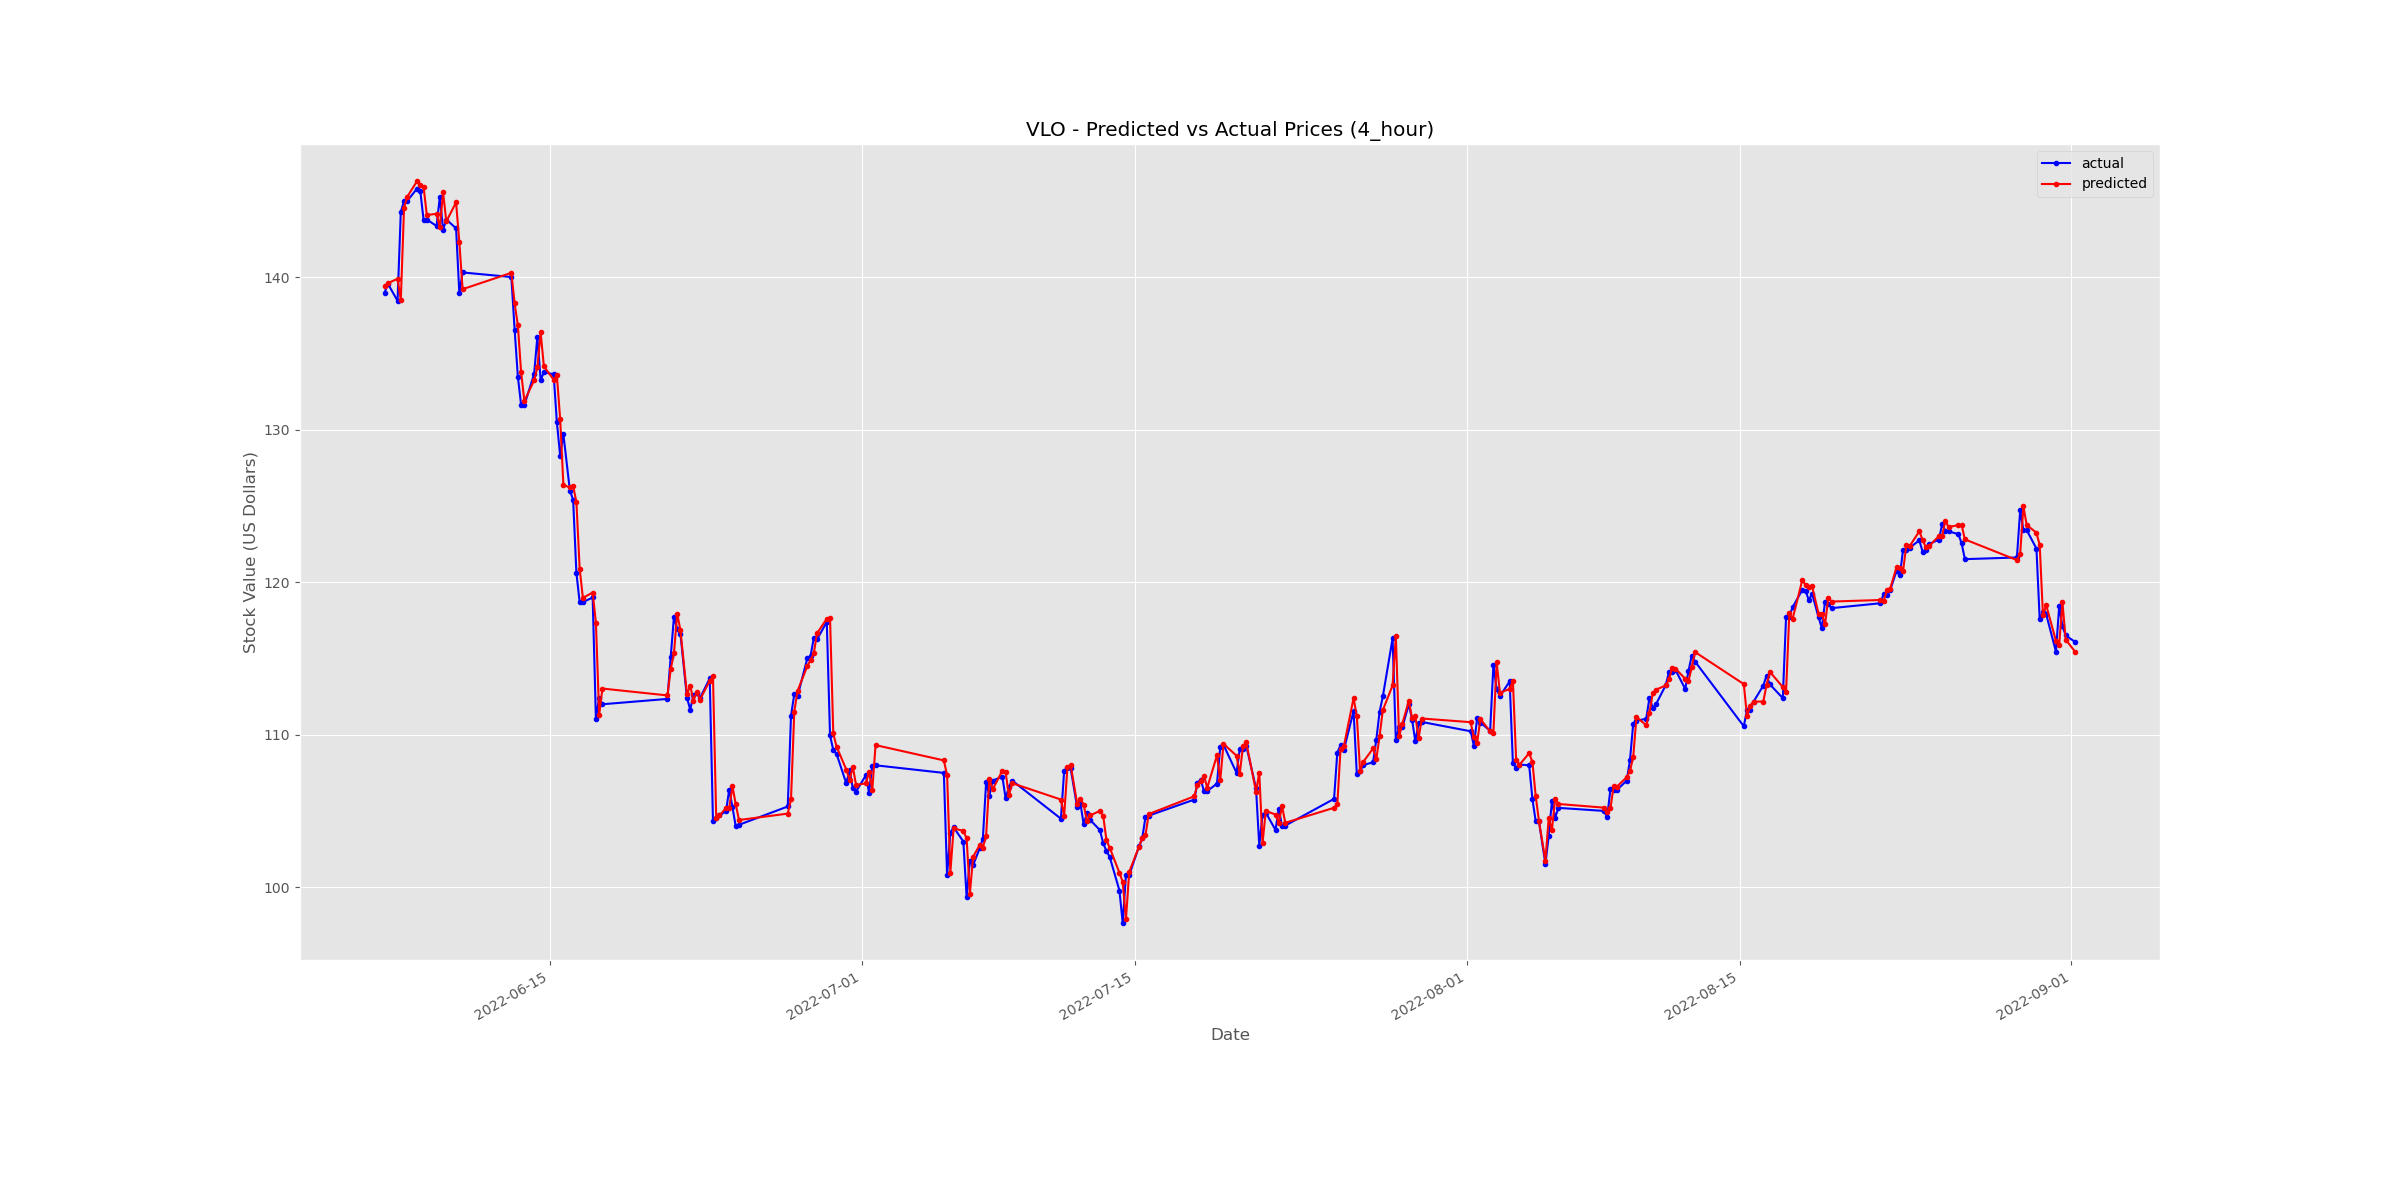 VLO - Predicted vs Actual Prices (4_hour)
actual
predicted
Stock Value (US Dollars)
140
130
120
110
100
2022-06-15
2022-07-01
2022-07-15
2022-08-01
2022-08-15
2022-09-01
Date